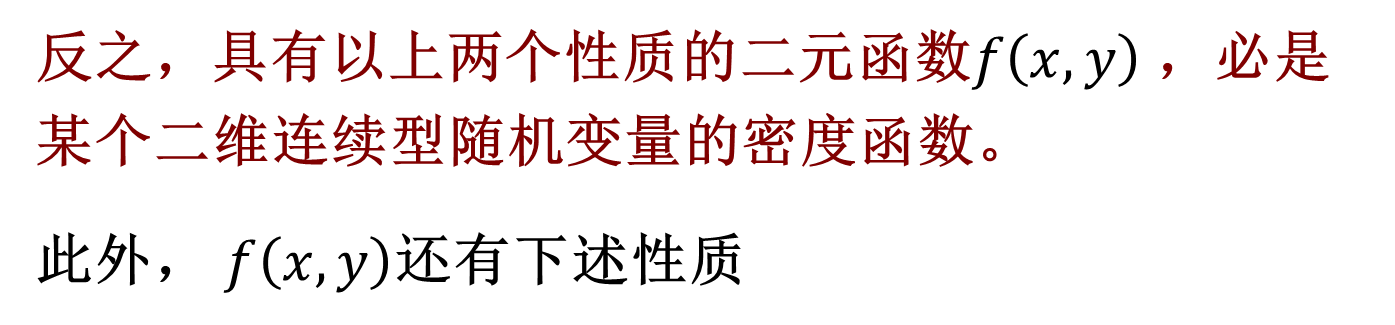 反之，具有以上两个性质的二元函数f(x,y) ，必是
某个二维连续型随机变量的密度函数。
此外， f(x,y)还有下述性质